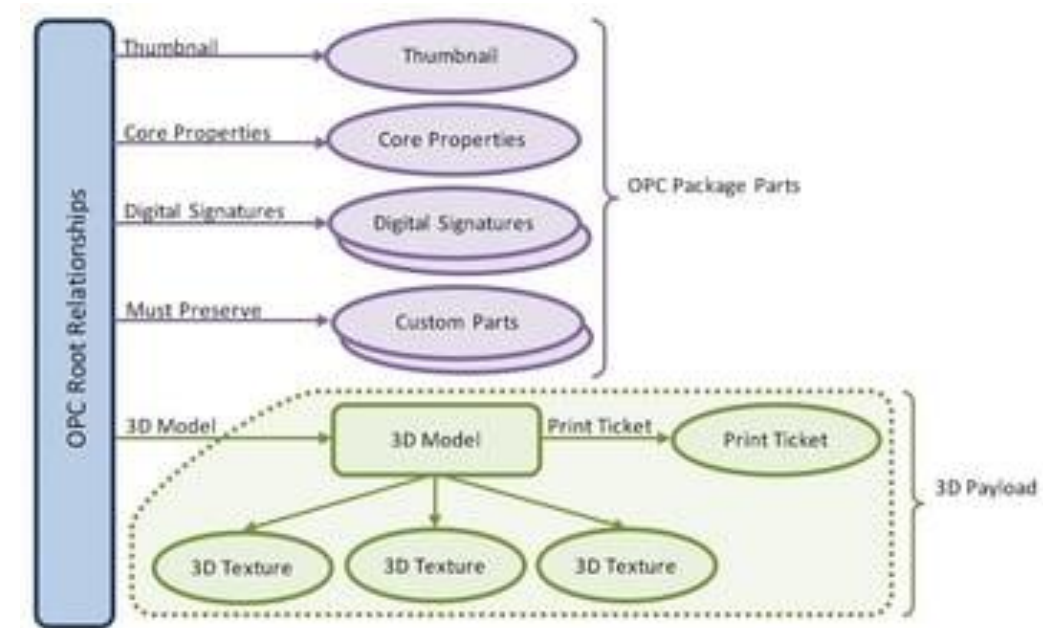 Thumbnail
Thumbnail
Core Properties
Core Properties
OPC Package Parts
Digital Signatures
Digital Signatures
OPC Root Relationships
Must Preserve
Custom Parts
3D Model
3D Model
Print Ticket
Print Ticket
3D Payload
3D Texture
3D Texture
3D Texture